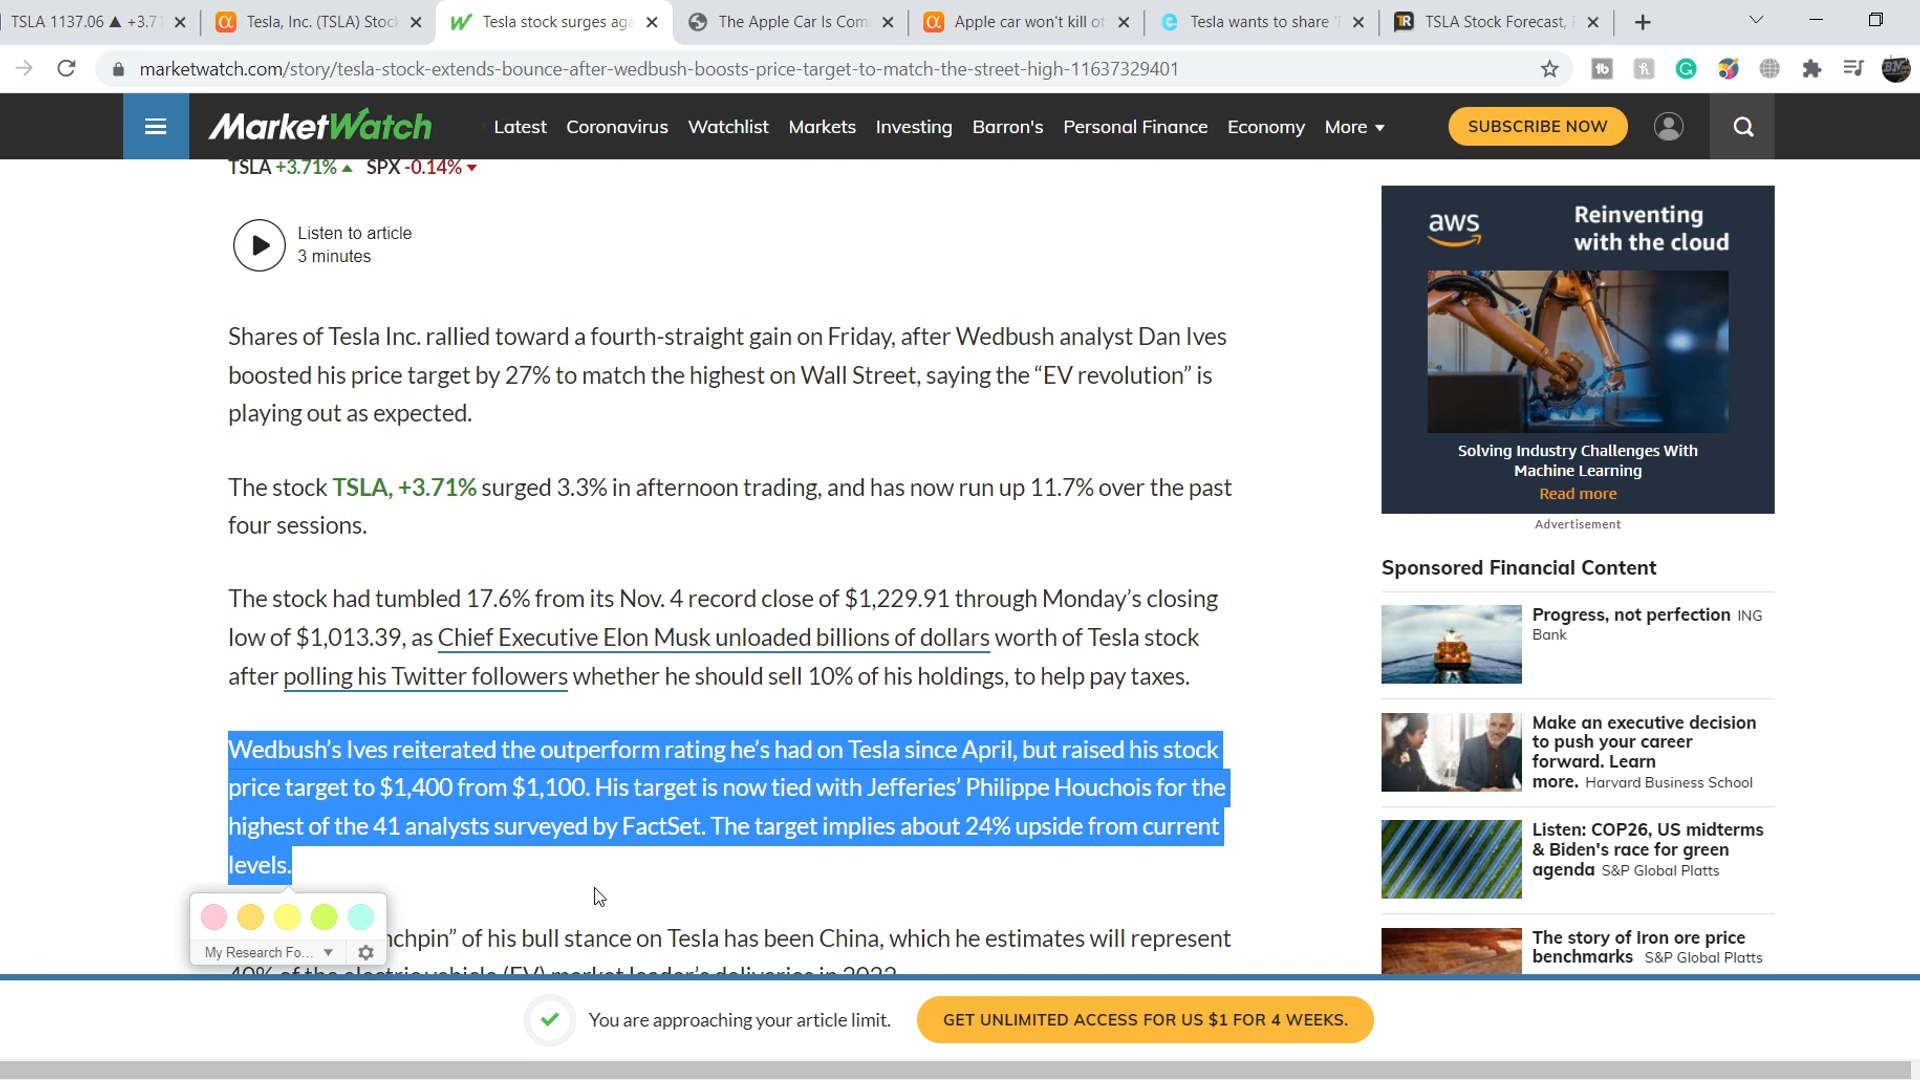 TSLA 1137.06 ▲ +3.71
Tesla, Inc. (TSLA) Stock
Tesla stock surges aga
The Apple Car Is Com
Apple car won't kill ot
Tesla wants to share
TSLA Stock Forecast,
marketwatch.com/story/tesla-stock-extends-bounce-after-wedbush-boosts-price-target-to-match-the-street-high-11637329401
MarketWatch
Latest Coronavirus Watchlist Markets Investing Barron's Personal Finance Economy More
SUBSCRIBE NOW
TSLA +3.71% SPX -0.14%
Listen to article
3 minutes
Shares of Tesla Inc. rallied toward a fourth-straight gain on Friday, after Wedbush analyst Dan Ives
boosted his price target by 27% to match the highest on Wall Street, saying the “EV revolution” is
playing out as expected.
The stock TSLA, +3.71% surged 3.3% in afternoon trading, and has now run up 11.7% over the past
four sessions.
The stock had tumbled 17.6% from its Nov. 4 record close of $1,229.91 through Monday’s closing
low of $1,013.39, as Chief Executive Elon Musk unloaded billions of dollars worth of Tesla stock
after polling his Twitter followers whether he should sell 10% of his holdings, to help pay taxes.
Wedbush’s Ives reiterated the outperform rating he’s had on Tesla since April, but raised his stock
price target to $1,400 from $1,100. His target is now tied with Jefferies’ Philippe Houchois for the
highest of the 41 analysts surveyed by FactSet. The target implies about 24% upside from current
levels.
My Research Fo...
nchpin” of his bull stance on Tesla has been China, which he estimates will represent
40% of the electric vehicle (EV) market leader’s deliveries in 2022
aws
Reinventing
with the cloud
Solving Industry Challenges With
Machine Learning
Read more
Advertisement
Sponsored Financial Content
Progress, not perfection ING
Bank
Make an executive decision
to push your career
forward. Learn
more. Harvard Business School
Listen: COP26, US midterms
& Biden's race for green
agenda S&P Global Platts
The story of Iron ore price
benchmarks S&P Global Platts
You are approaching your article limit.
GET UNLIMITED ACCESS FOR US $1 FOR 4 WEEKS.